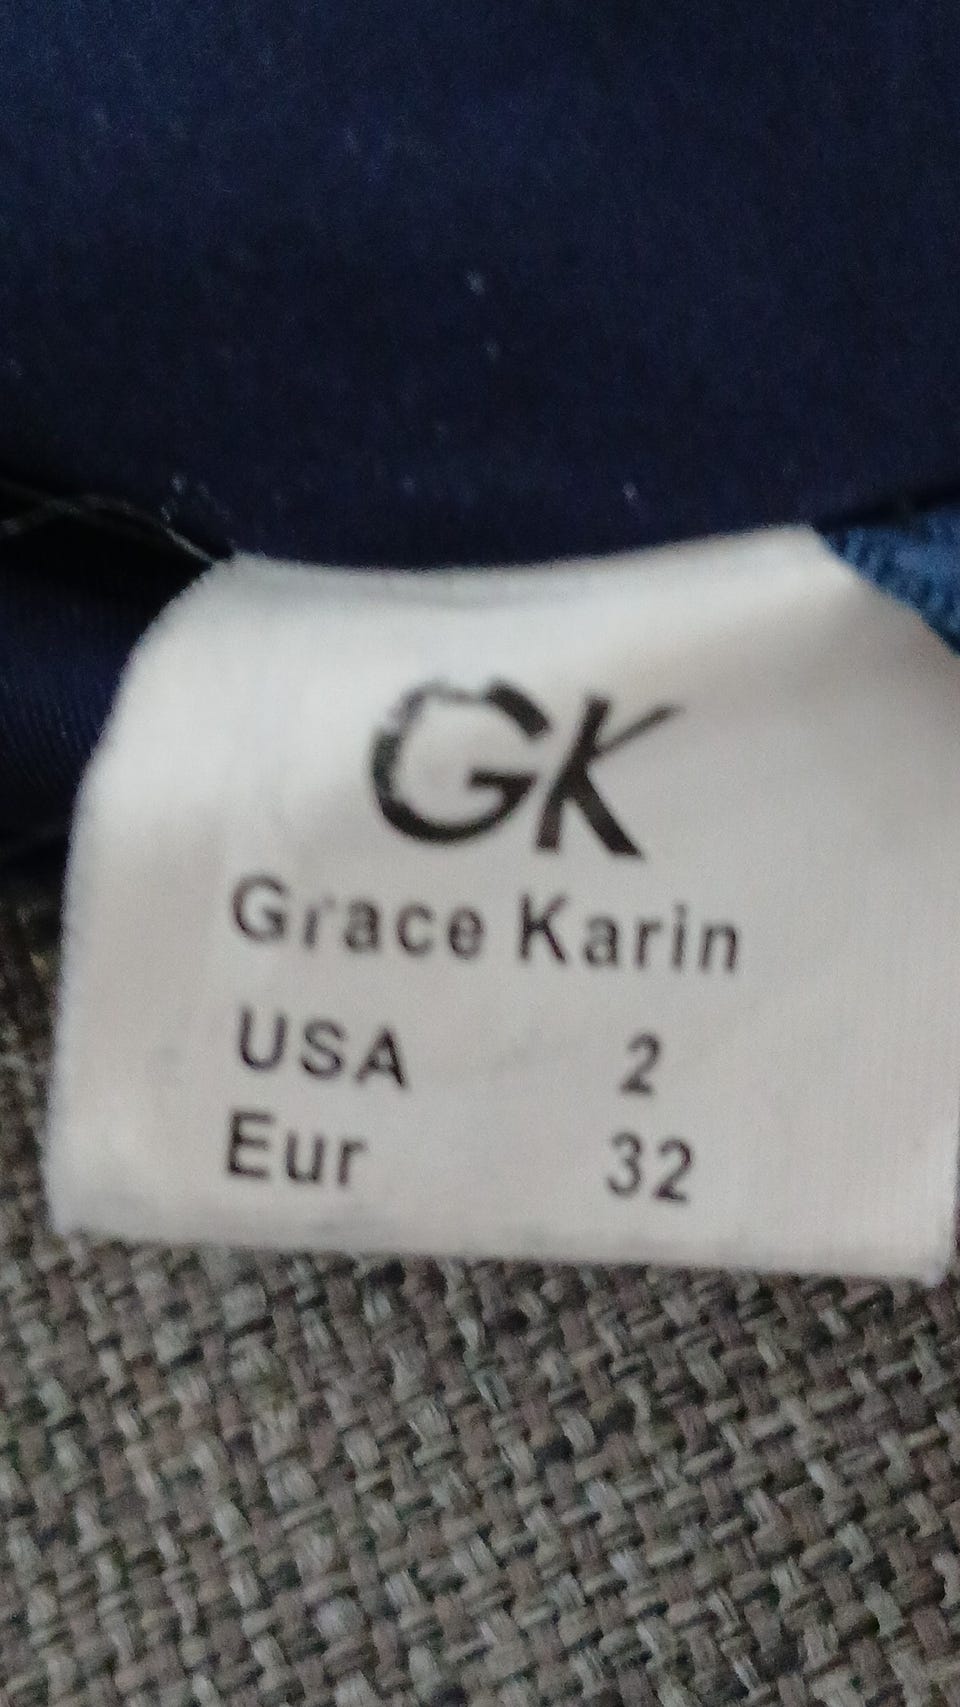 GK
Grace Karin
USA 2
Eur 32